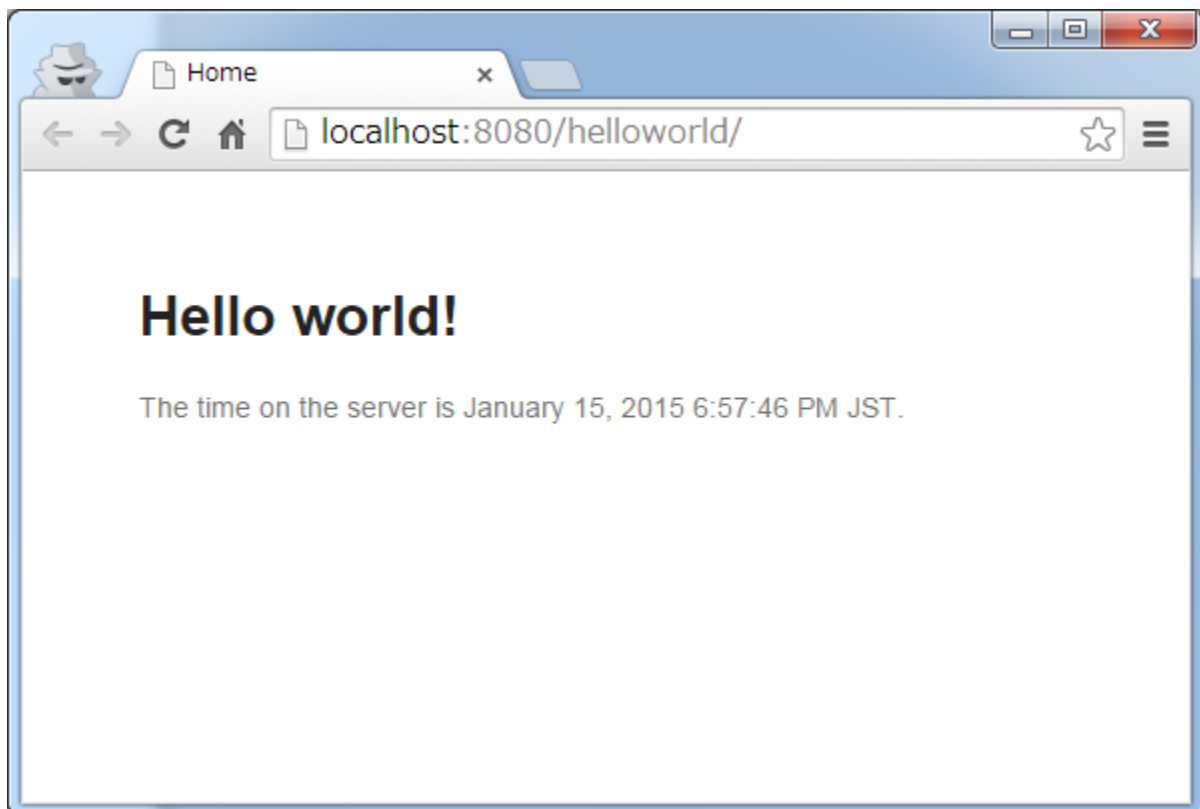 Home
localhost:8080/helloworld/
Hello world!
The time on the server is January 15, 2015 6:57:46 PM JST.